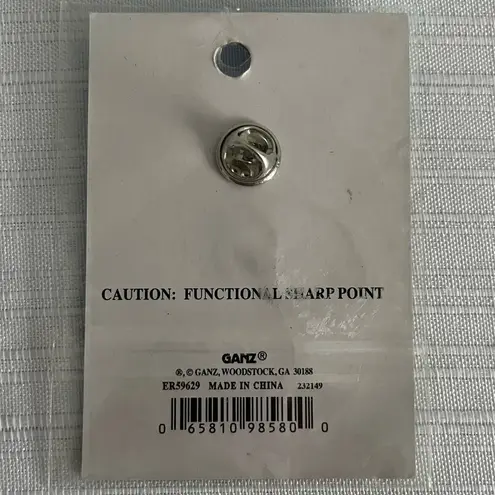 CAUTION: FUNCTIONAL SHARP POINT
GANZ®
®, © GANZ, WOODSTOCK, GA 30188
ER59629 MADE IN CHINA 232149
0 65810 98580 0